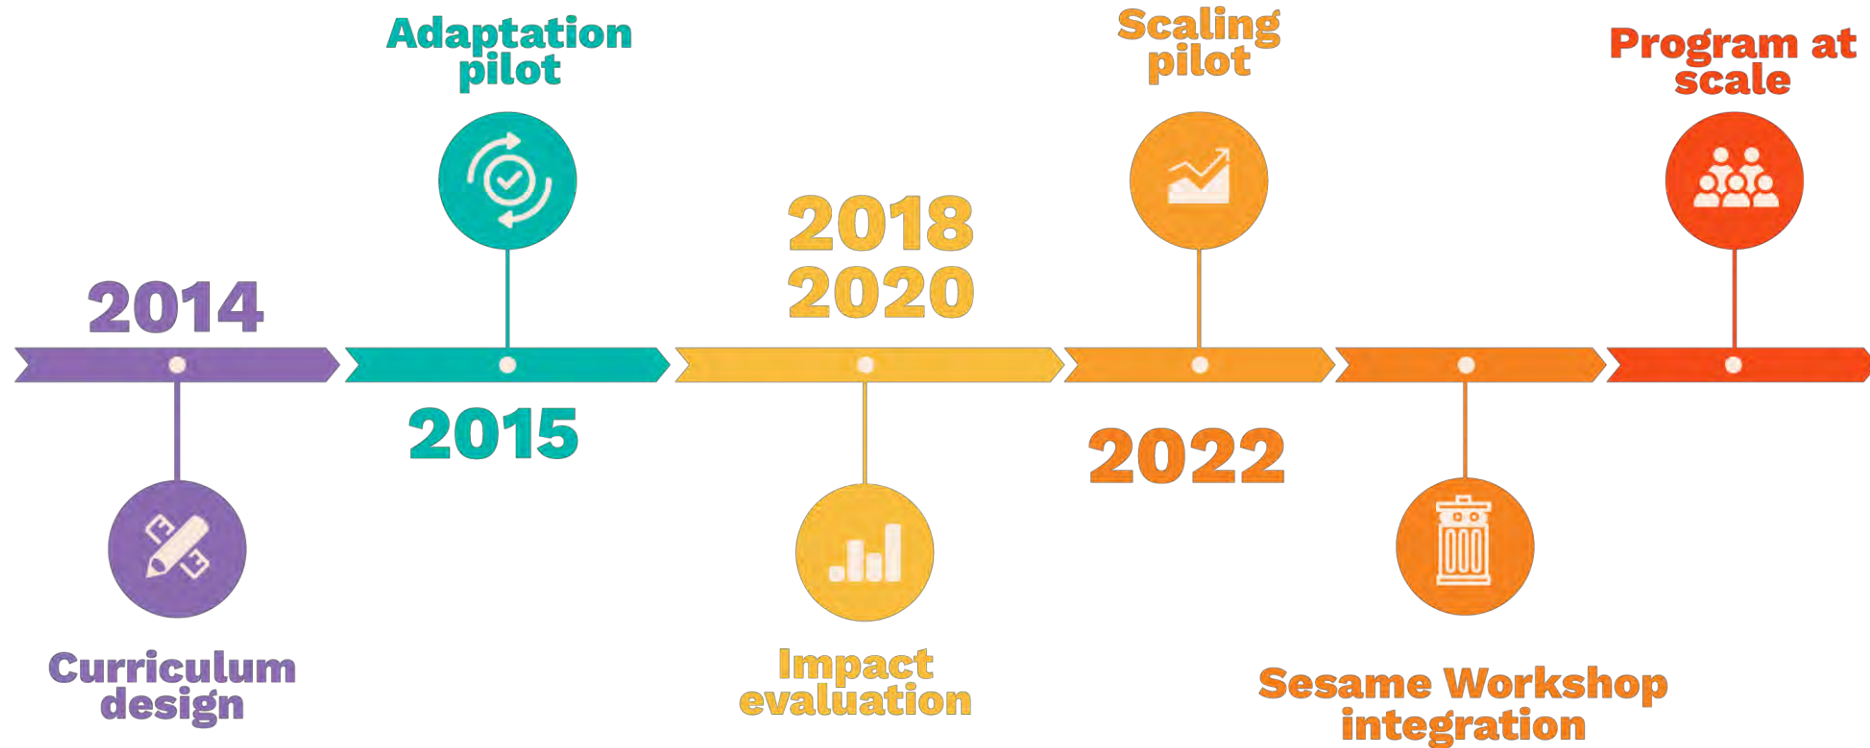 2014
Curriculum
design
Adaptation
pilot
2015
2018
2020
Impact
evaluation
Scaling
pilot
2022
Sesame Workshop
integration
Program at
scale